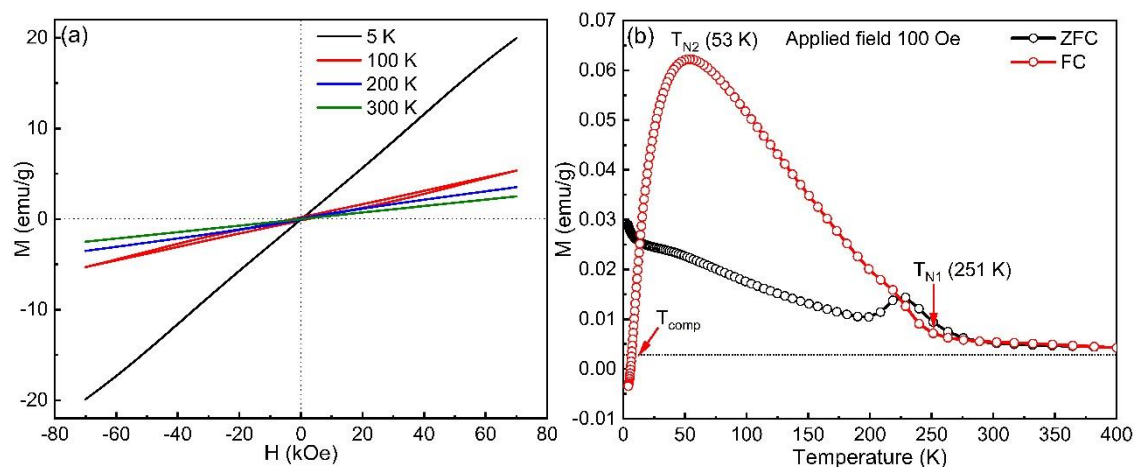 (a)
5 K
100 K
200 K
300 K
20
10
0
-10
-20
M (emu/g)
-80 -60 -40 -20 0 20 40 60 80
H (kOe)
(b)
T_N2 (53 K)
Applied field 100 Oe
ZFC
FC
T_N1 (251 K)
T_comp
0.07
0.06
0.05
0.04
0.03
0.02
0.01
0.00
-0.01
M (emu/g)
0 50 100 150 200 250 300 350 400
Temperature (K)